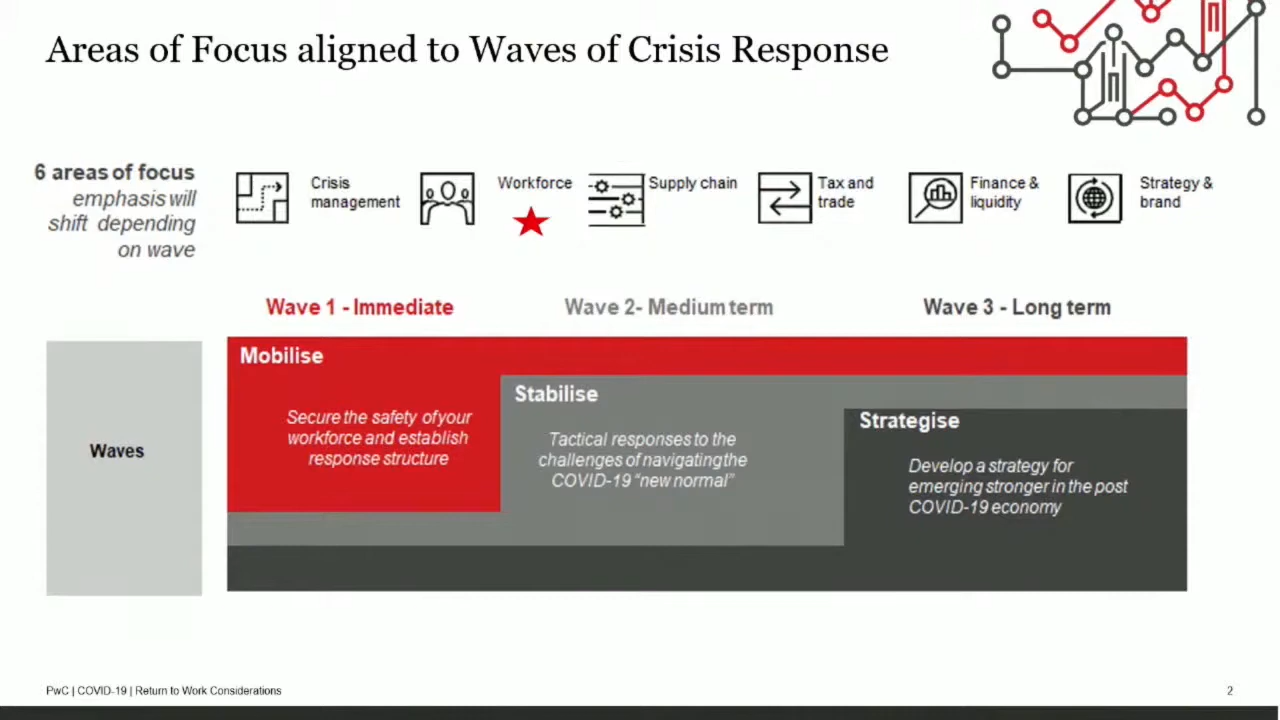 Areas of Focus aligned to Waves of Crisis Response
6 areas of focus
emphasis will
shift depending
on wave
Crisis
management
Workforce
Supply chain
Tax and
trade
Finance &
liquidity
Strategy &
brand
Wave 1 - Immediate
Wave 2- Medium term
Wave 3 - Long term
Waves
Mobilise
Secure the safety of your
workforce and establish
response structure
Stabilise
Tactical responses to the
challenges of navigating the
COVID-19 “new normal”
Strategise
Develop a strategy for
emerging stronger in the post
COVID-19 economy
PwC | COVID-19 | Return to Work Considerations
2